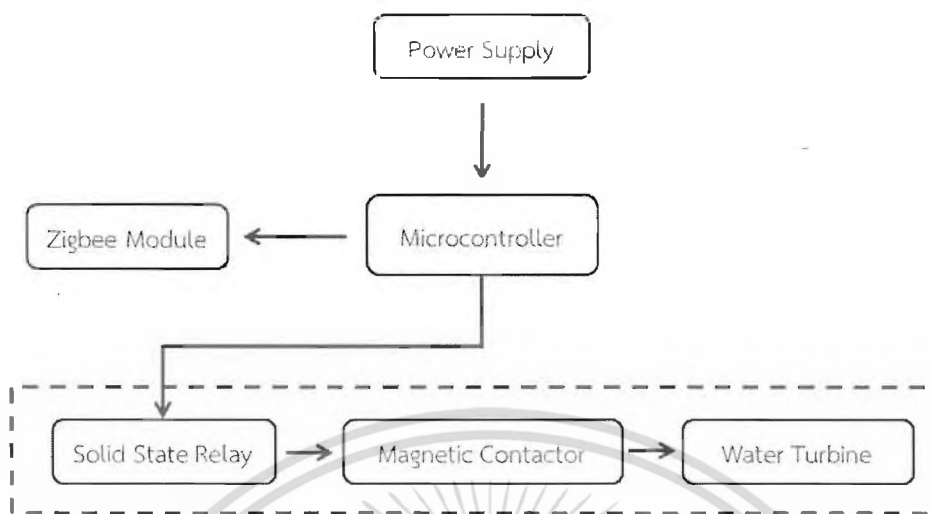 Power Supply
Zigbee Module
Microcontroller
Solid State Relay
Magnetic Contactor
Water Turbine